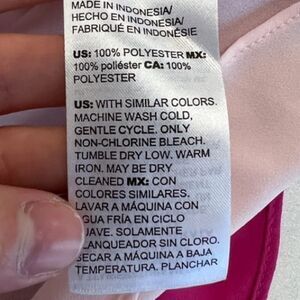 MADE IN INDONESIA/
HECHO EN INDONESIA/
FABRIQUÉ EN INDONÉSIE
US: 100% POLYESTER MX:
100% poliéster CA: 100%
POLYESTER
US: WITH SIMILAR COLORS.
MACHINE WASH COLD,
GENTLE CYCLE. ONLY
NON-CHLORINE BLEACH.
TUMBLE DRY LOW. WARM
IRON. MAY BE DRY
CLEANED MX: CON
COLORES SIMILARES.
LAVAR A MÁQUINA CON
AGUA FRÍA EN CICLO
SUAVE. SOLAMENTE
BLANQUEADOR SIN CLORO.
SECAR A MÁQUINA A BAJA
TEMPERATURA. PLANCHAR